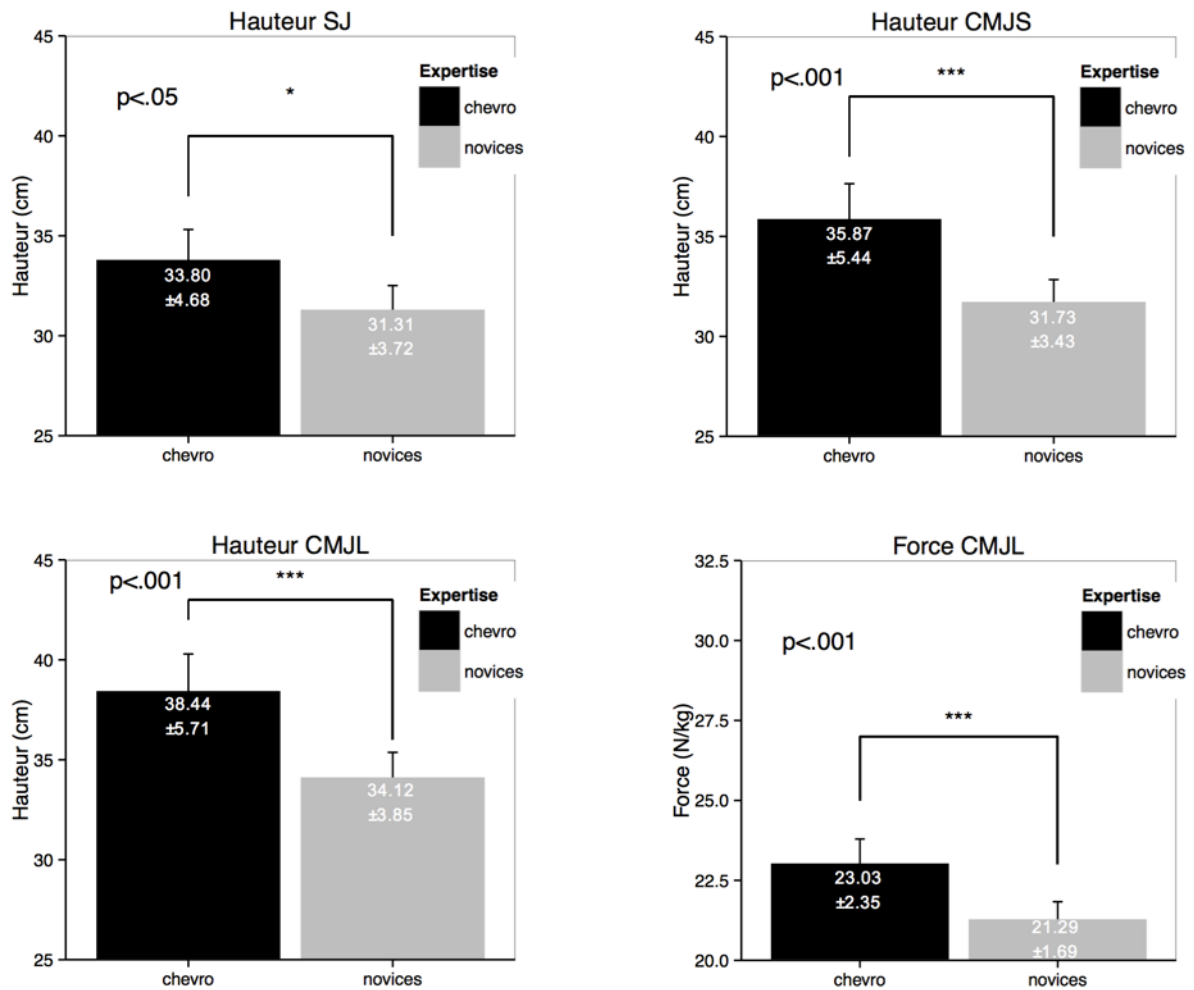 Hauteur SJ
45
40
35
30
25
Hauteur (cm)
p<.05
*
Expertise
chevro
novices
33.80
±4.68
31.31
±3.72
chevro
novices
Hauteur CMJS
45
40
35
30
25
Hauteur (cm)
p<.001
***
Expertise
chevro
novices
35.87
±5.44
31.73
±3.43
chevro
novices
Hauteur CMJL
45
40
35
30
25
Hauteur (cm)
p<.001
***
Expertise
chevro
novices
38.44
±5.71
34.12
±3.85
chevro
novices
Force CMJL
32.5
30.0
27.5
25.0
22.5
20.0
Force (N/kg)
p<.001
***
Expertise
chevro
novices
23.03
±2.35
21.29
±1.69
chevro
novices